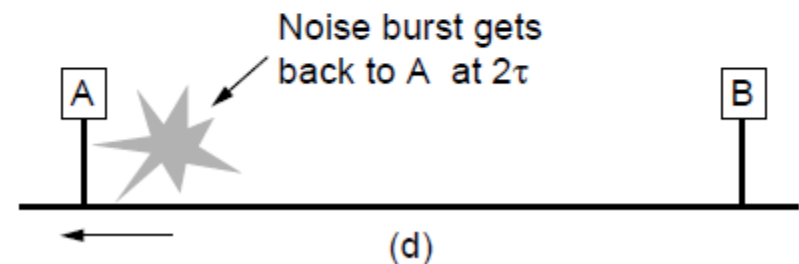 Noise burst gets
back to A at 2τ
A
B
(d)